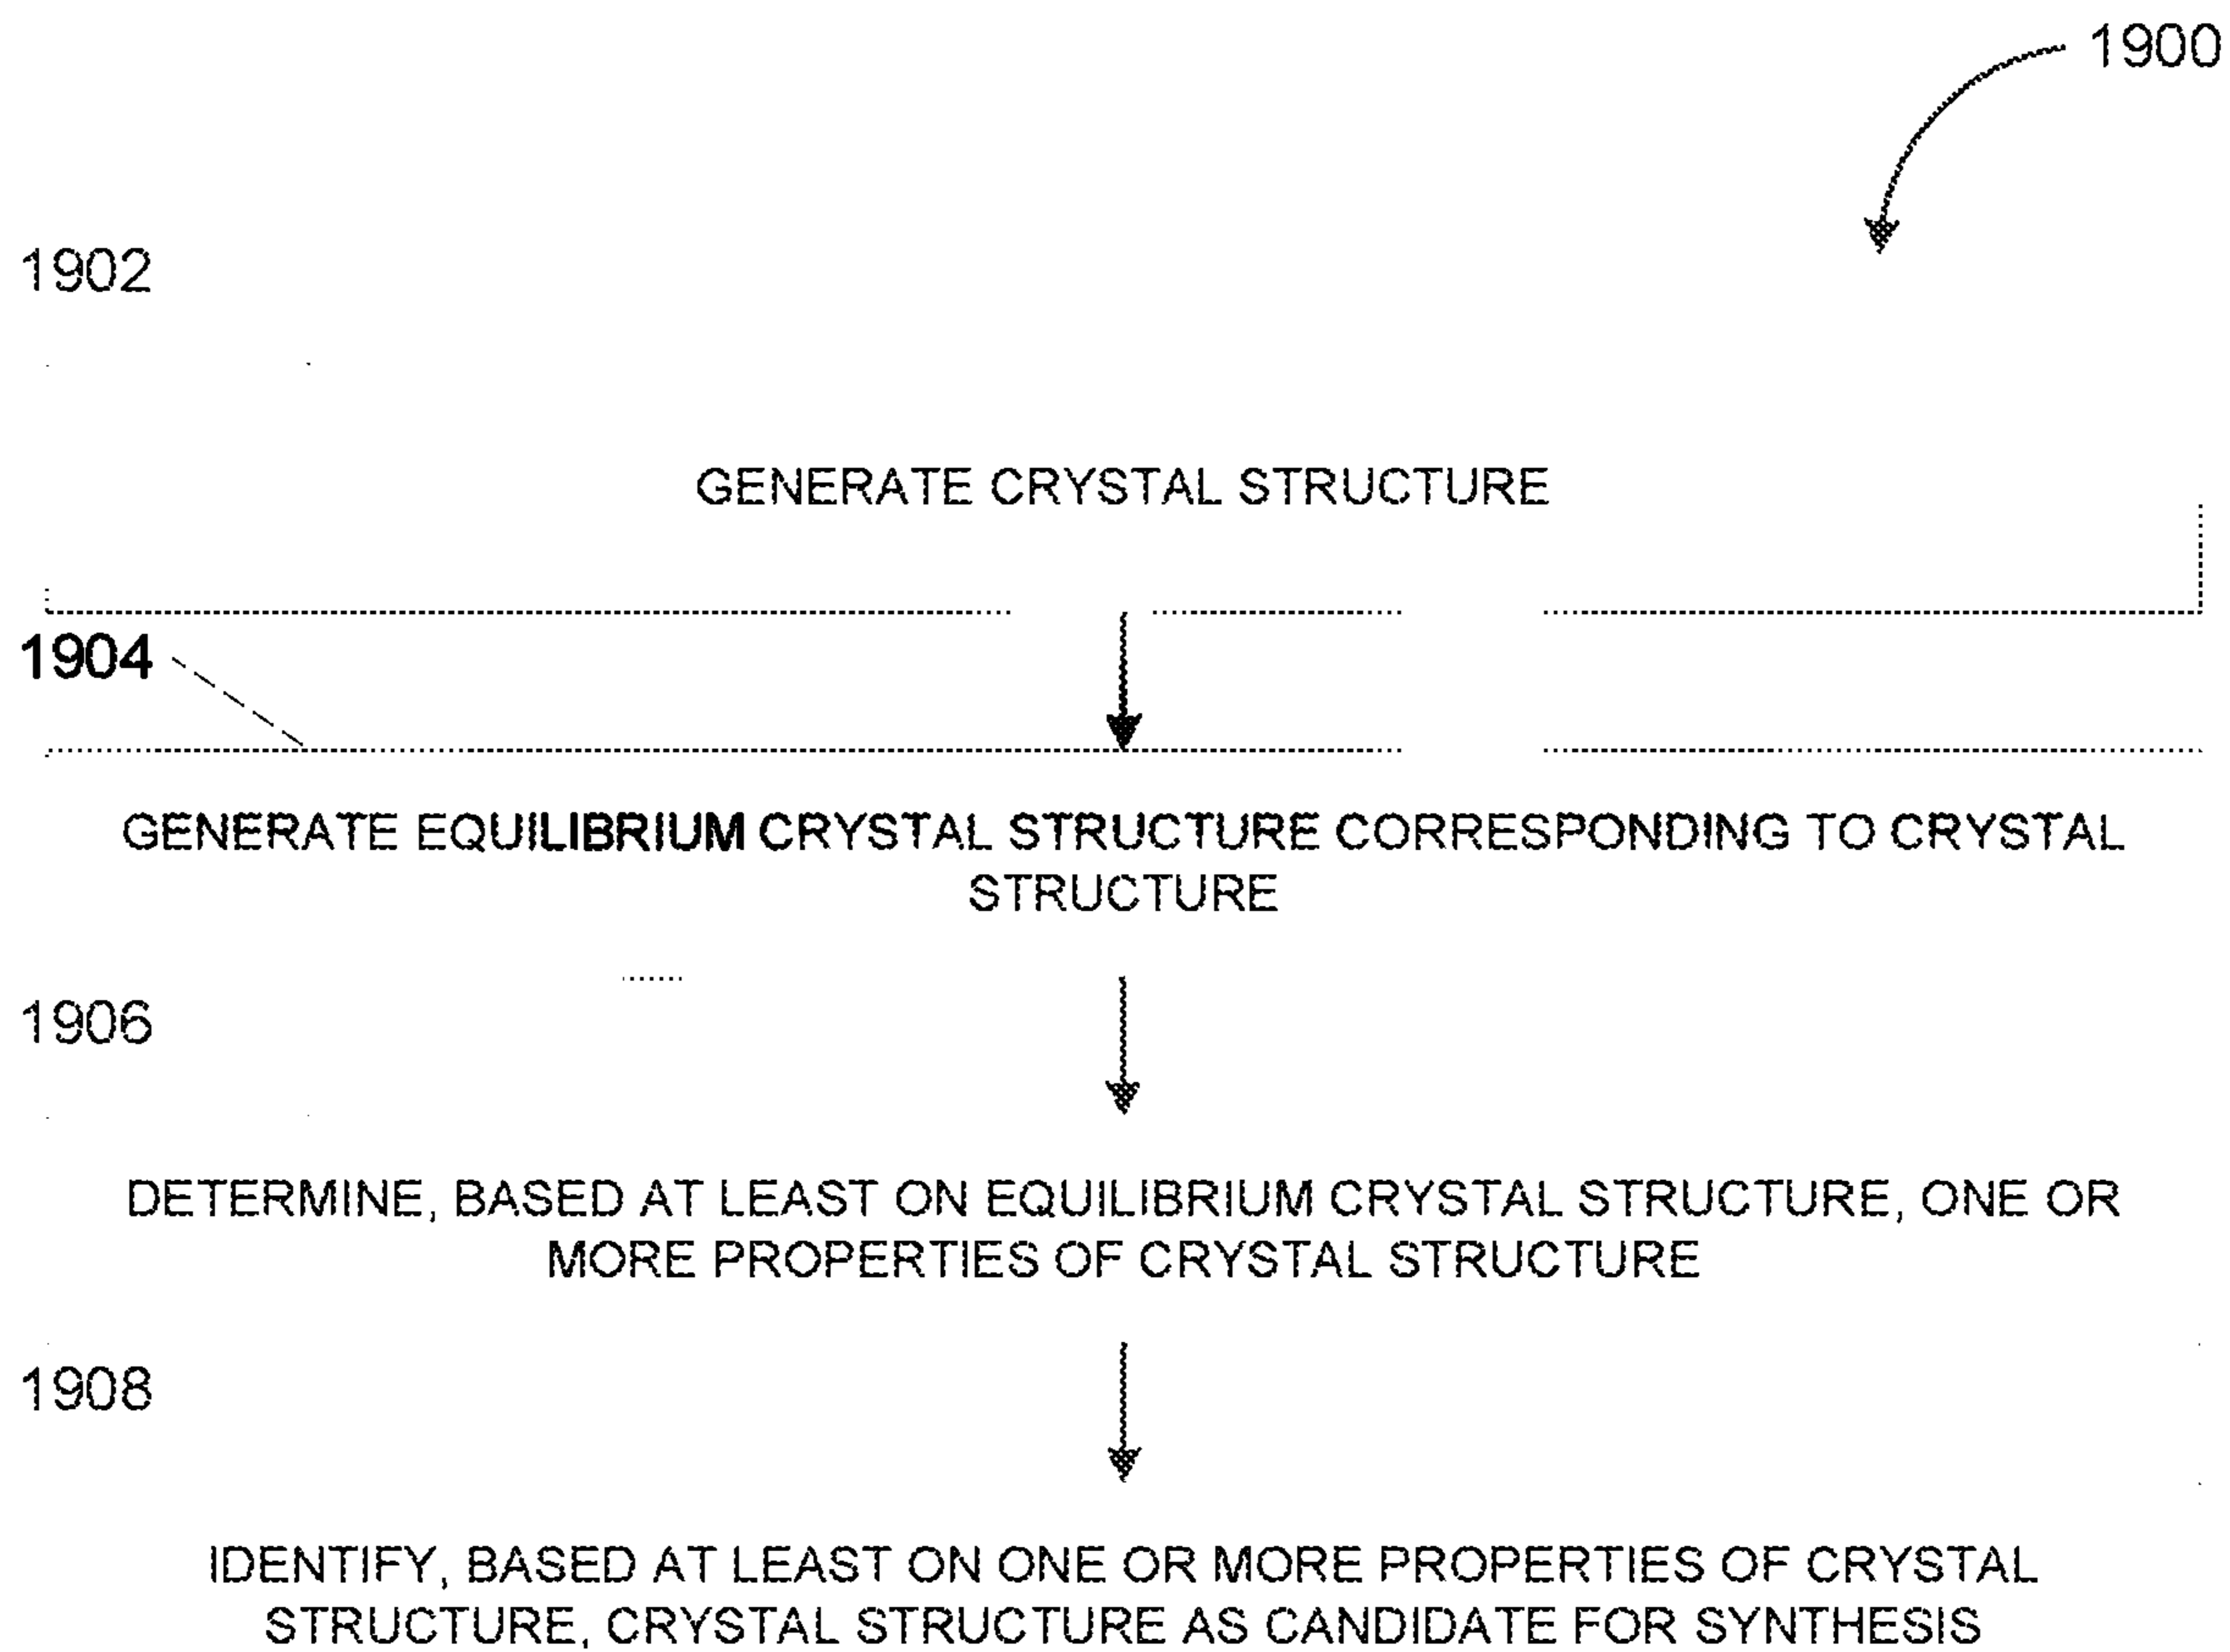 1900
1902
GENERATE CRYSTAL STRUCTURE
1904
GENERATE EQUILIBRIUM CRYSTAL STRUCTURE CORRESPONDING TO CRYSTAL
STRUCTURE
1906
DETERMINE, BASED AT LEAST ON EQUILIBRIUM CRYSTAL STRUCTURE, ONE OR
MORE PROPERTIES OF CRYSTAL STRUCTURE
1908
IDENTIFY, BASED AT LEAST ON ONE OR MORE PROPERTIES OF CRYSTAL
STRUCTURE, CRYSTAL STRUCTURE AS CANDIDATE FOR SYNTHESIS